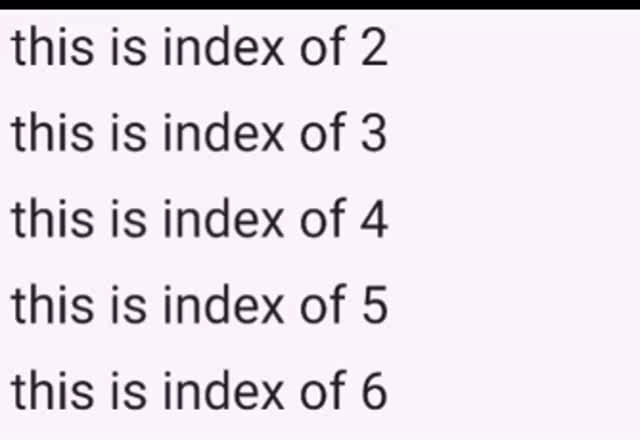 this is index of 2
this is index of 3
this is index of 4
this is index of 5
this is index of 6